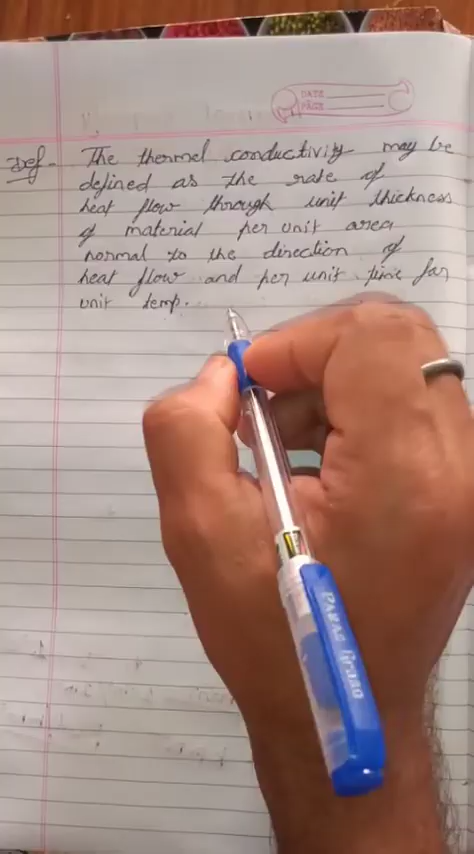 DATE
PAGE
Def - The thermal conductivity may be
defined as the rate of
heat flow through unit thickness
of material per unit area
normal to the direction of
heat flow and per unit time for
unit temp.